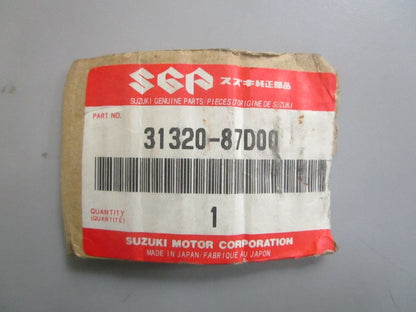 SGP スズキ純正部品
SUZUKI GENUINE PARTS/PIECES D'ORIGINE DE SUZUKI
PART NO.
31320-87D00
QUANTITY
(QUANTITÉ)
1
SUZUKI MOTOR CORPORATION
MADE IN JAPAN/FABRIQUE AU JAPON